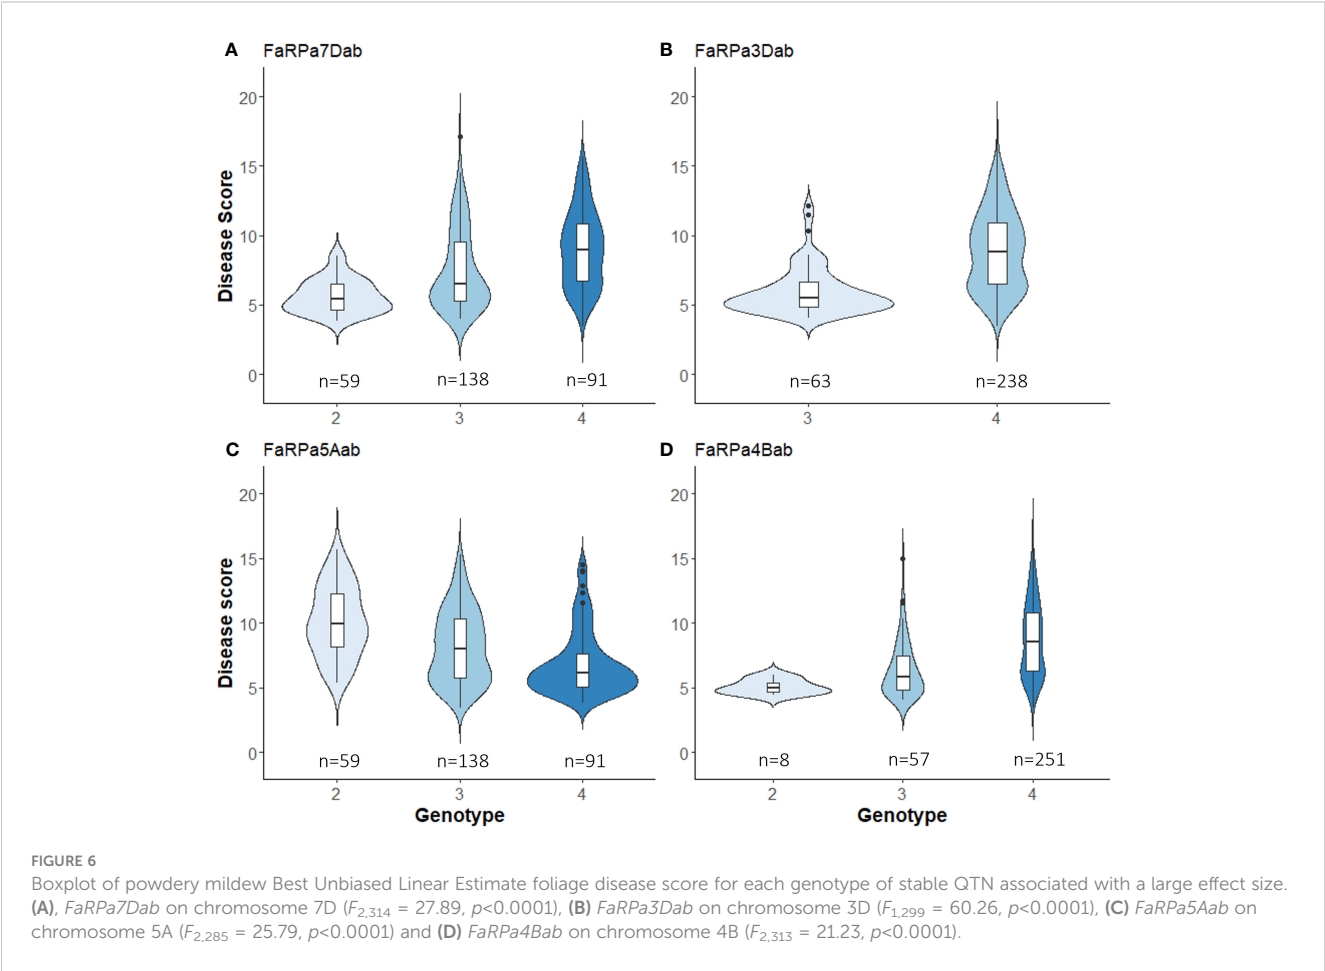 A FaRPa7Dab
Disease Score
20
15
10
5
0
n=59 n=138 n=91
2 3 4
B FaRPa3Dab
20
15
10
5
0
n=63 n=238
3 4
C FaRPa5Aab
Disease score
20
15
10
5
0
n=59 n=138 n=91
2 3 4
Genotype
D FaRPa4Bab
20
15
10
5
0
n=8 n=57 n=251
2 3 4
Genotype
FIGURE 6
Boxplot of powdery mildew Best Unbiased Linear Estimate foliage disease score for each genotype of stable QTN associated with a large effect size.
(A), FaRPa7Dab on chromosome 7D (F2,314 = 27.89, p<0.0001), (B) FaRPa3Dab on chromosome 3D (F1,299 = 60.26, p<0.0001), (C) FaRPa5Aab on
chromosome 5A (F2,285 = 25.79, p<0.0001) and (D) FaRPa4Bab on chromosome 4B (F2,313 = 21.23, p<0.0001).